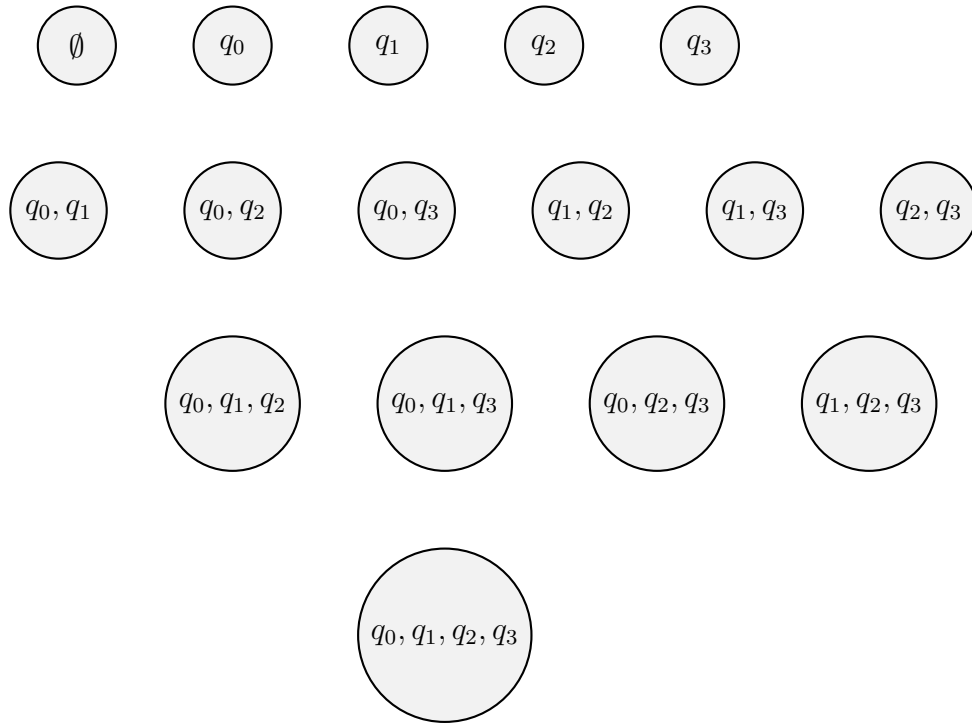 ∅ q₀ q₁ q₂ q₃
q₀, q₁ q₀, q₂ q₀, q₃ q₁, q₂ q₁, q₃ q₂, q₃
q₀, q₁, q₂ q₀, q₁, q₃ q₀, q₂, q₃ q₁, q₂, q₃
q₀, q₁, q₂, q₃